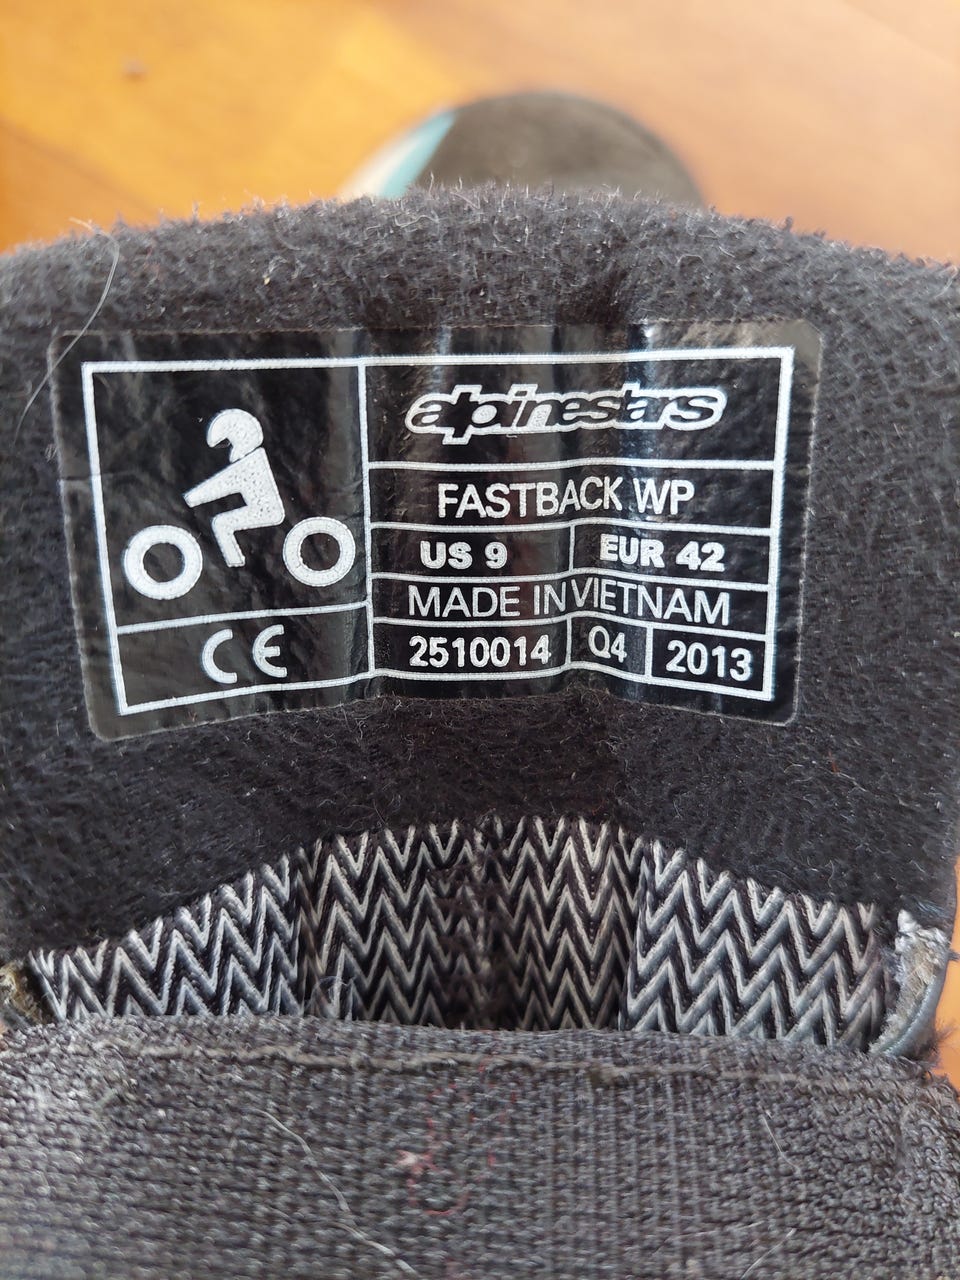 alpinestars
FASTBACK WP
US 9 EUR 42
MADE IN VIETNAM
CE 2510014 Q4 2013